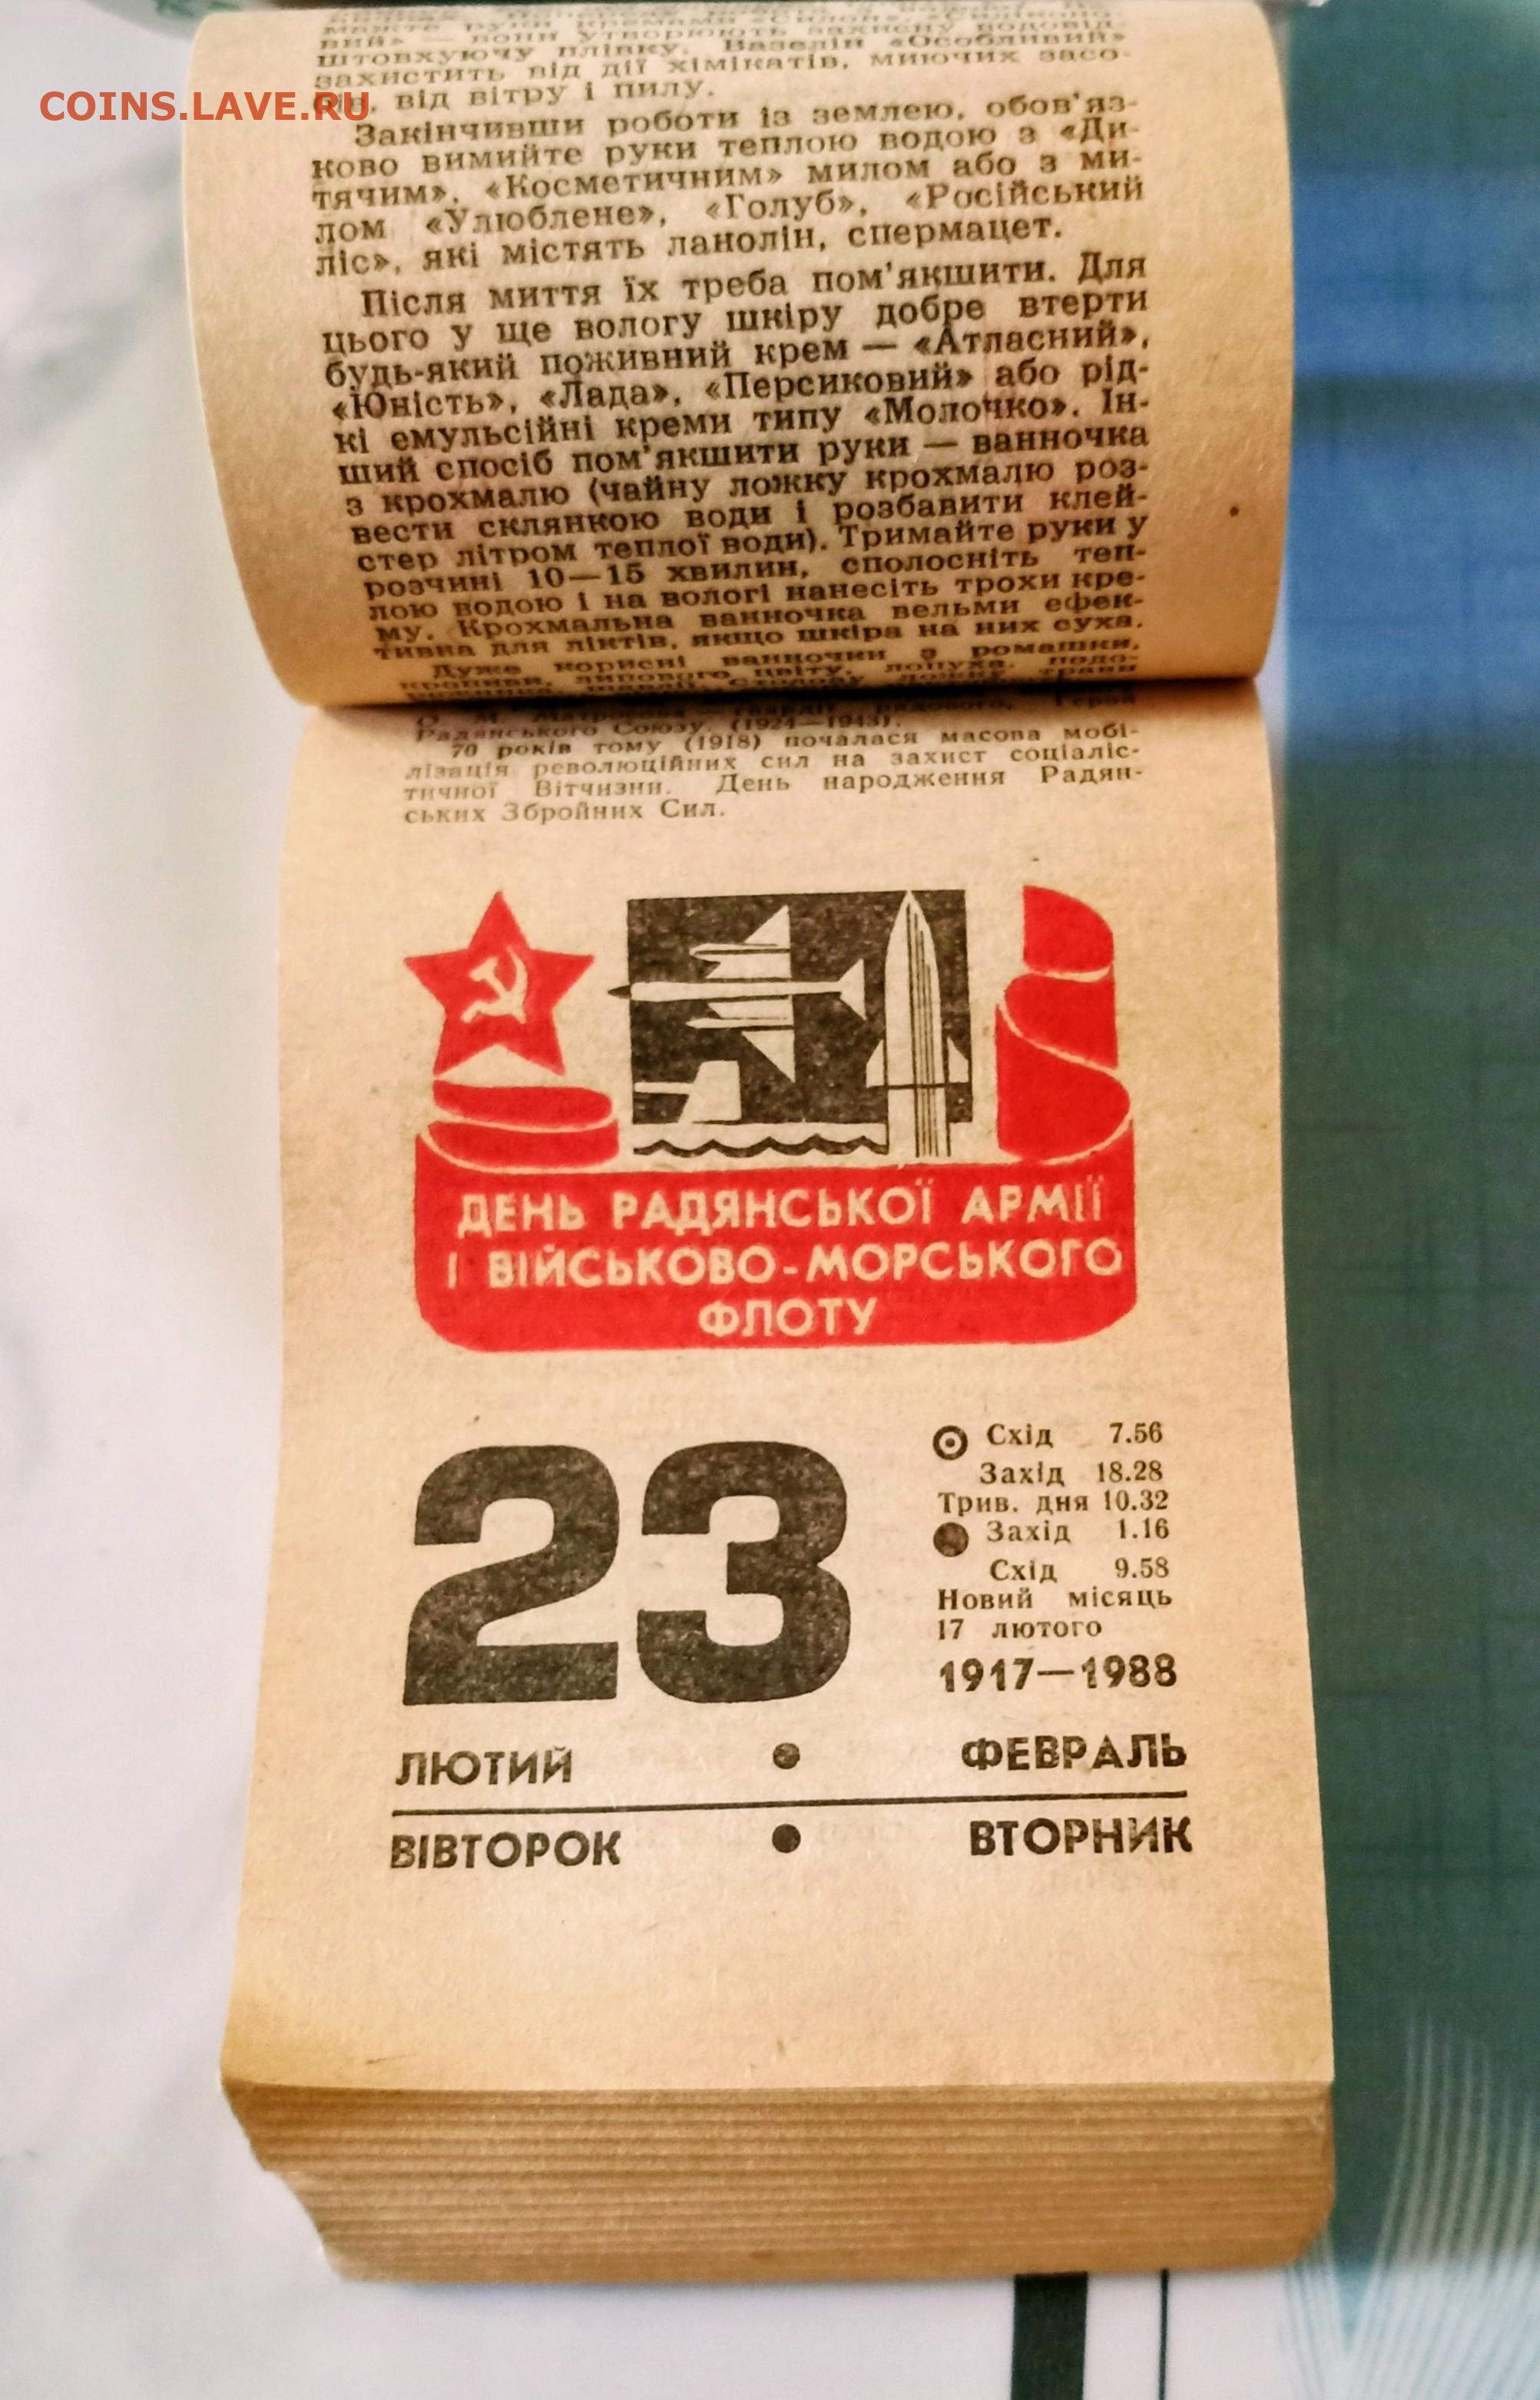 COINS.LAVE.RU
вий» — вони утворюють захисну водовід-
штовхуючу плівку. Вазелін «Особливий»
захистить від дії хімікатів, миючих засо-
бів, від вітру і пилу.
Закінчивши роботи із землею, обов'яз-
ково вимийте руки теплою водою з «Ди-
тячим», «Косметичним» милом або з ми-
лом «Улюблене», «Голуб», «Російський
ліс», які містять ланолін, спермацет.
Після миття їх треба пом'якшити. Для
цього у ще вологу шкіру добре втерти
будь-який поживний крем — «Атласний»,
«Юність», «Лада», «Персиковий» або рід-
кі емульсійні креми типу «Молочко». Ін-
ший спосіб пом'якшити руки — ванночка
з крохмалю (чайну ложку крохмалю роз-
вести склянкою води і розбавити клей-
стер літром теплої води). Тримайте руки у
розчині 10—15 хвилин, сполосніть теп-
лою водою і на вологі нанесіть трохи кре-
му. Крохмальна ванночка вельми ефек-
тивна для ліктів, якщо шкіра на них суха.
Дуже корисні ванночки з ромашки,
кропиви, липового цвіту, лопуха, подо-
Радянського Союзу. (1924—1943).
70 років тому (1918) почалася масова мобі-
лізація революційних сил на захист соціаліс-
тичної Вітчизни. День народження Радян-
ських Збройних Сил.
ДЕНЬ РАДЯНСЬКОЇ АРМІЇ
І ВІЙСЬКОВО-МОРСЬКОГО
ФЛОТУ
23
Схід 7.56
Захід 18.28
Трив. дня 10.32
Захід 1.16
Схід 9.58
Новий місяць
17 лютого
1917—1988
ЛЮТИЙ • ФЕВРАЛЬ
ВІВТОРОК • ВТОРНИК